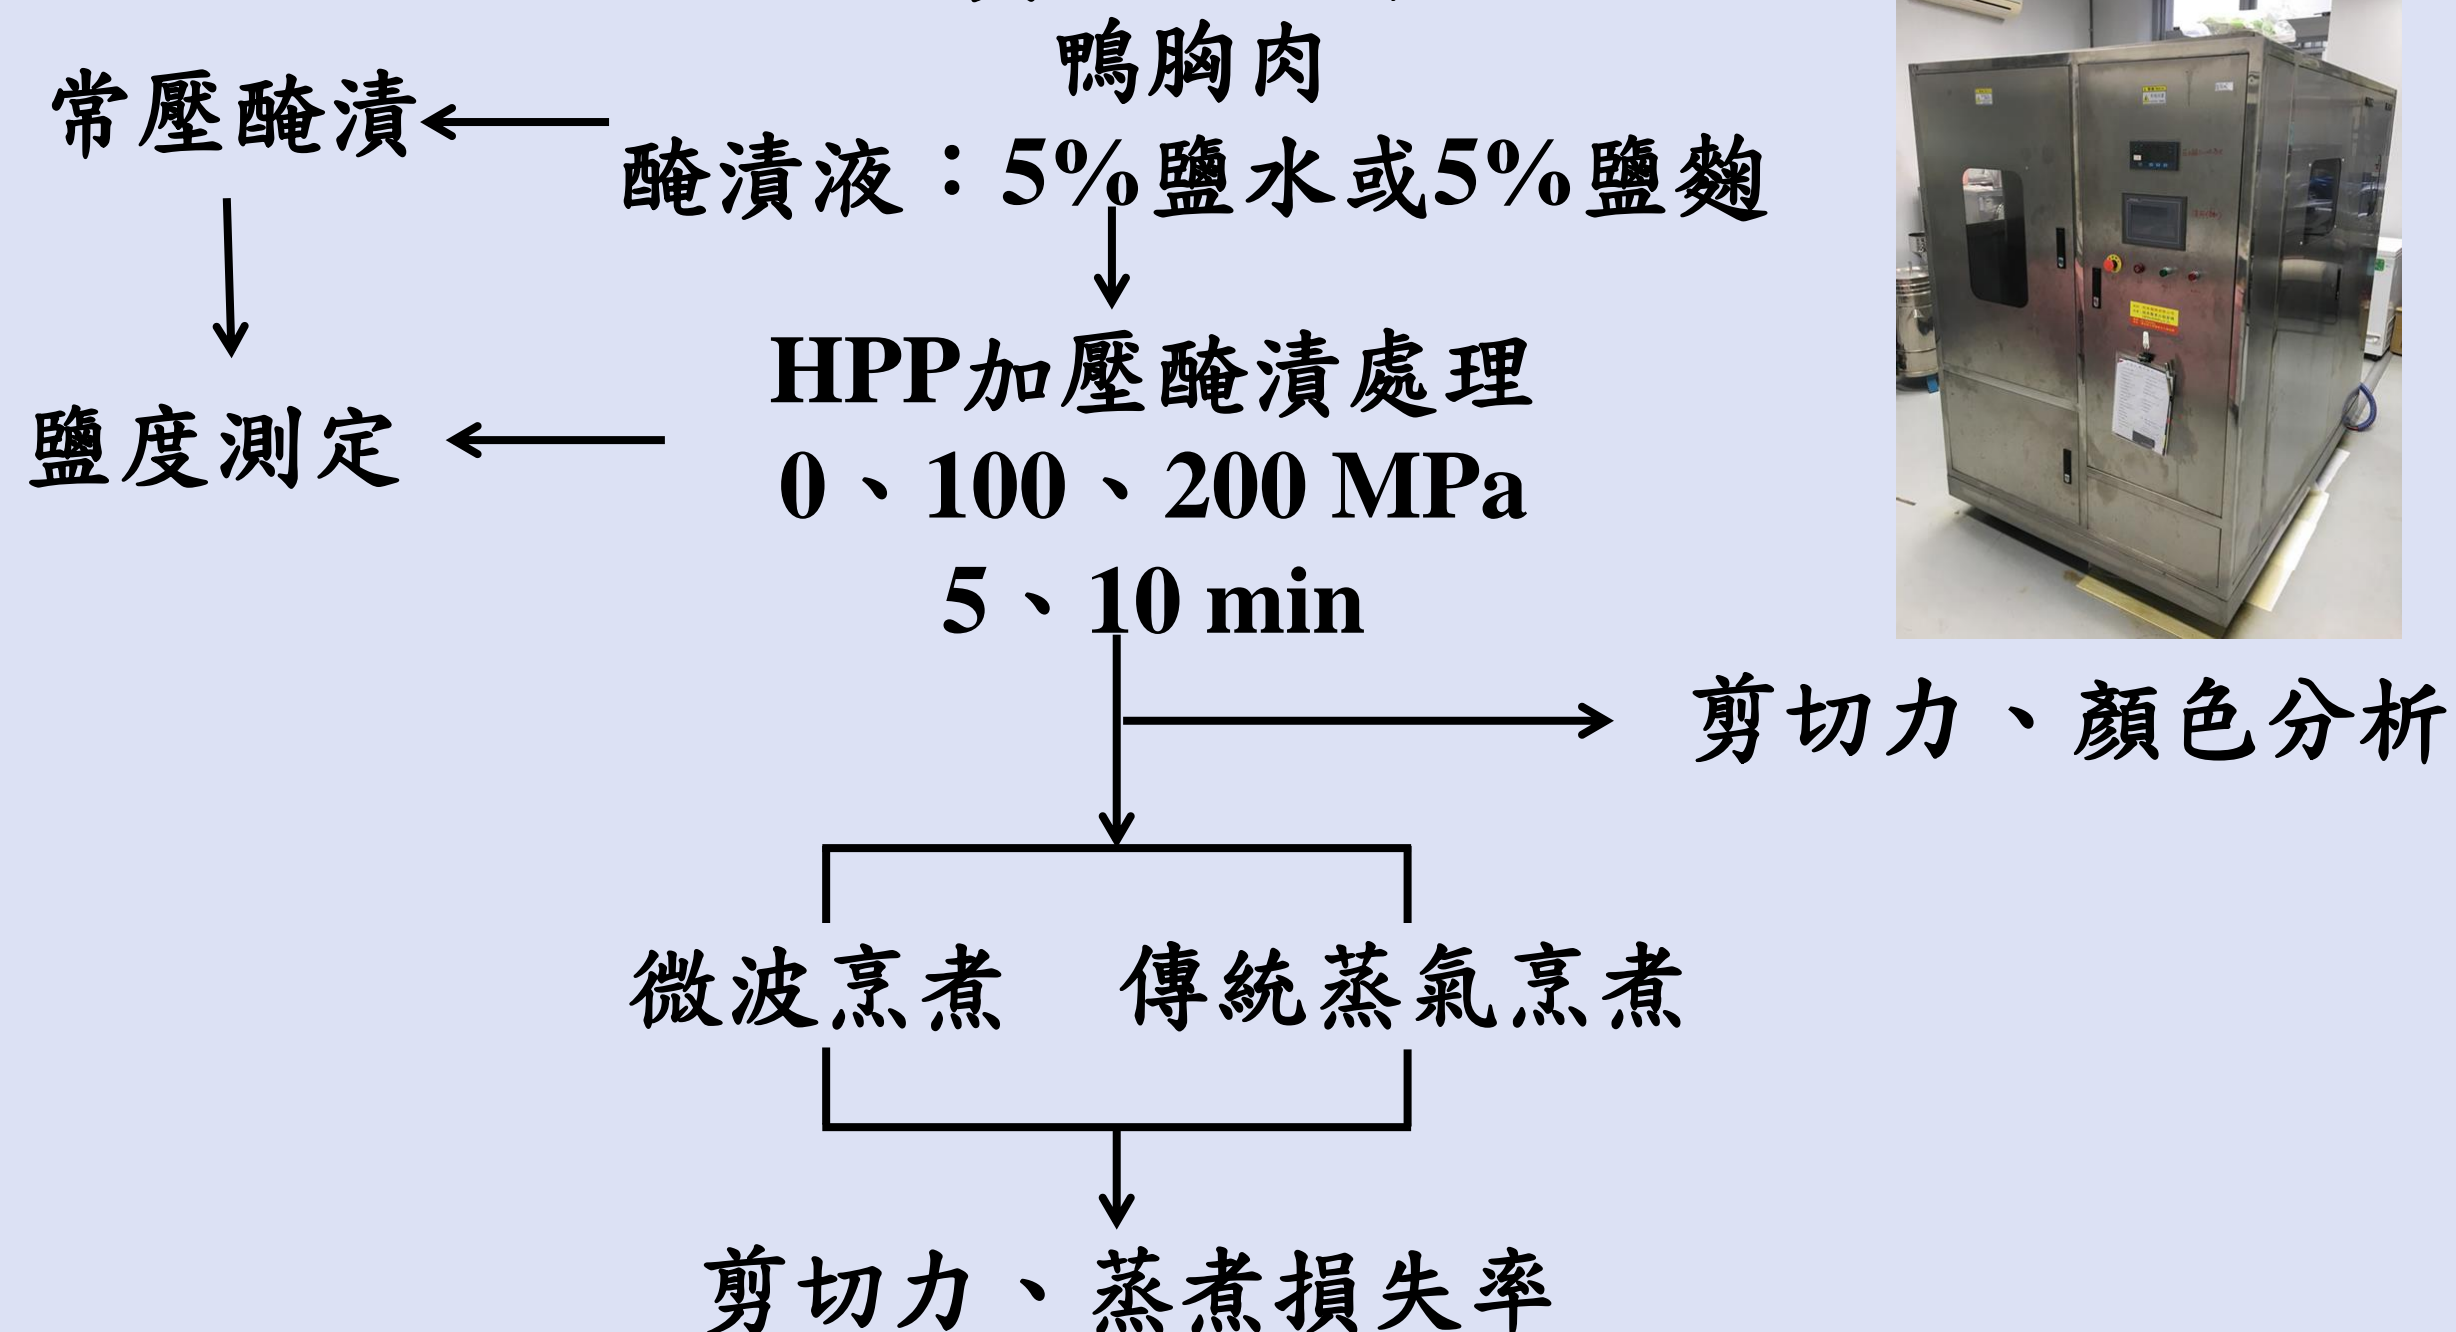 鴨胸肉
常壓醃漬
醃漬液：5%鹽水或5%鹽麴
HPP加壓醃漬處理
鹽度測定
0、100、200 MPa
5、10 min
剪切力、顏色分析
微波烹煮 傳統蒸氣烹煮
剪切力、蒸煮損失率